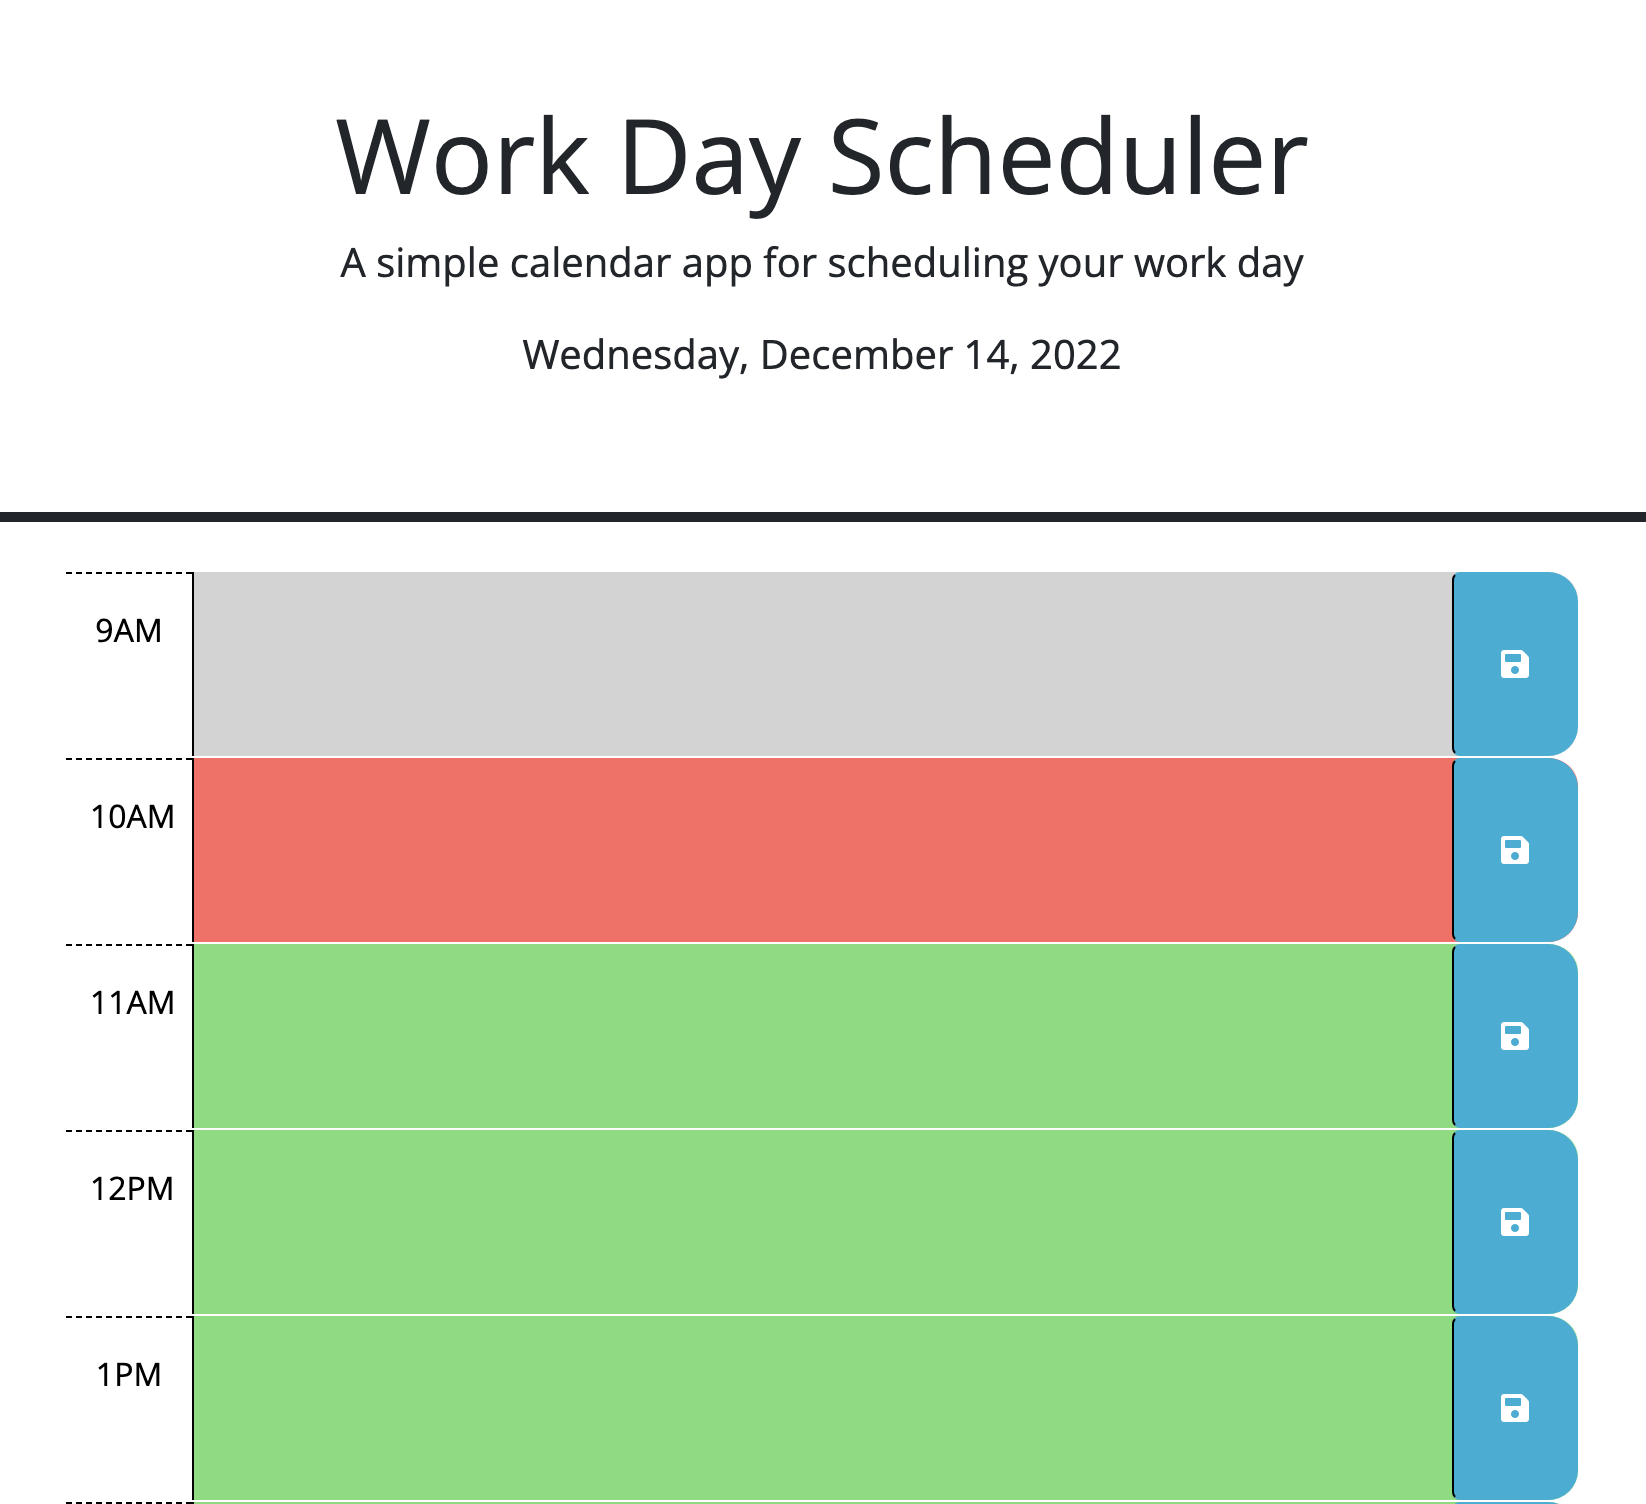 Work Day Scheduler
A simple calendar app for scheduling your work day
Wednesday, December 14, 2022
9AM
10AM
11AM
12PM
1PM